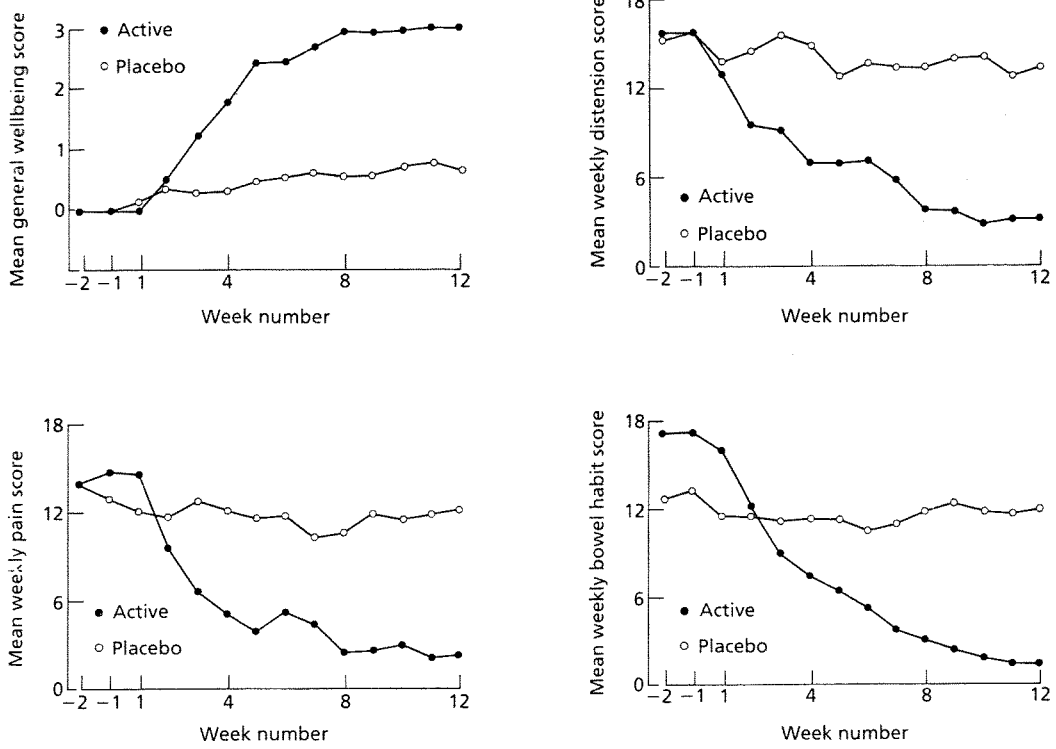 Mean general wellbeing score
3
2
1
0
● Active
○ Placebo
−2 −1 1 4 8 12
Week number
Mean weekly distension score
18
12
6
0
● Active
○ Placebo
−2 −1 1 4 8 12
Week number
Mean weekly pain score
18
12
6
0
● Active
○ Placebo
−2 −1 1 4 8 12
Week number
Mean weekly bowel habit score
18
12
6
0
● Active
○ Placebo
−2 −1 1 4 8 12
Week number